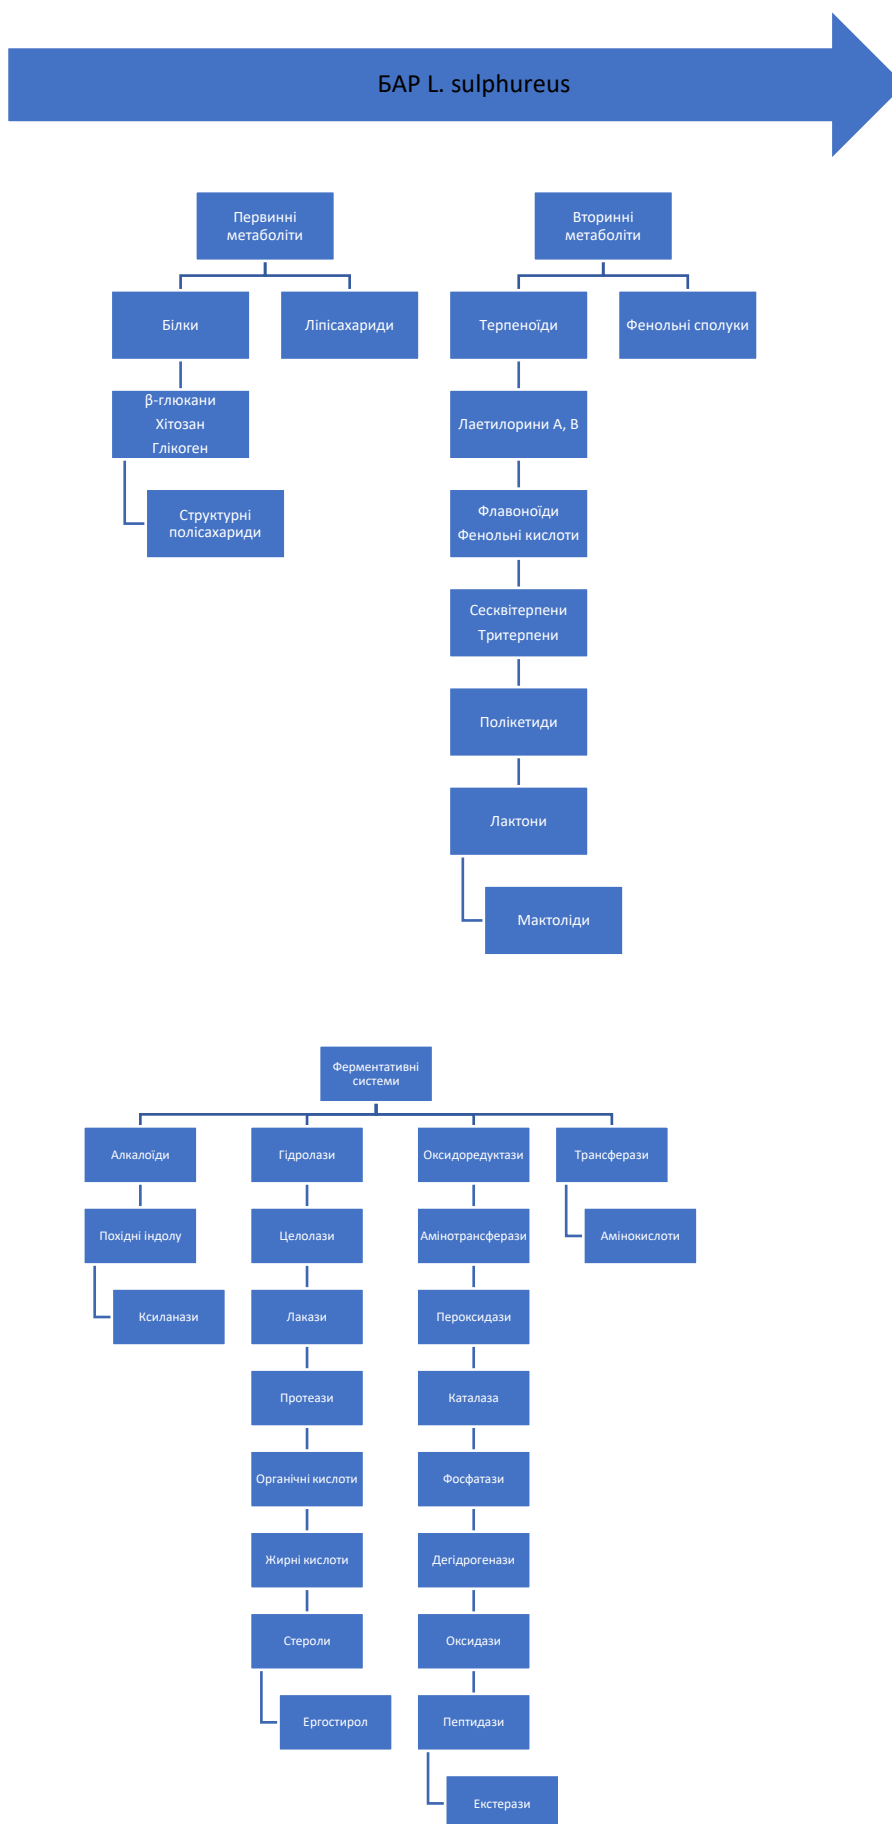 БАР L. sulphureus
Первинні
метаболіти
Вторинні
метаболіти
Білки
Ліпісахариди
Терпеноїди
Фенольні сполуки
β-глюкани
Хітозан
Глікоген
Лаетилорини А, В
Структурні
полісахариди
Флавоноїди
Фенольні кислоти
Сесквітерпени
Тритерпени
Полікетиди
Лактони
Мактоліди
Ферментативні
системи
Алкалоїди
Гідролази
Оксидоредуктази
Трансферази
Похідні індолу
Целолази
Амінотрансферази
Амінокислоти
Ксиланази
Лакази
Пероксидази
Протеази
Каталаза
Органічні кислоти
Фосфатази
Жирні кислоти
Дегідрогенази
Стероли
Оксидази
Ергостирол
Пептидази
Екстерази